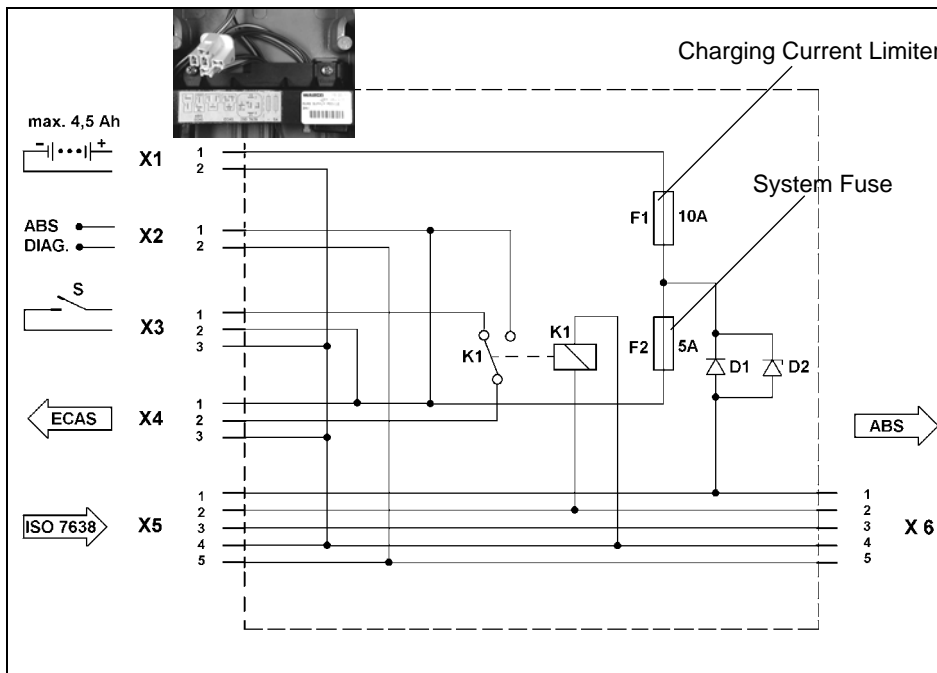 Charging Current Limiter
WABCO
max. 4,5 Ah
- +
X1
1
2
System Fuse
F1 10A
ABS
DIAG.
X2
1
2
S
X3
1
2
3
K1
K1
F2 5A
D1
D2
ECAS
X4
1
2
3
ABS
ISO 7638
X5
1
2
3
4
5
1
2
3
4
5
X 6